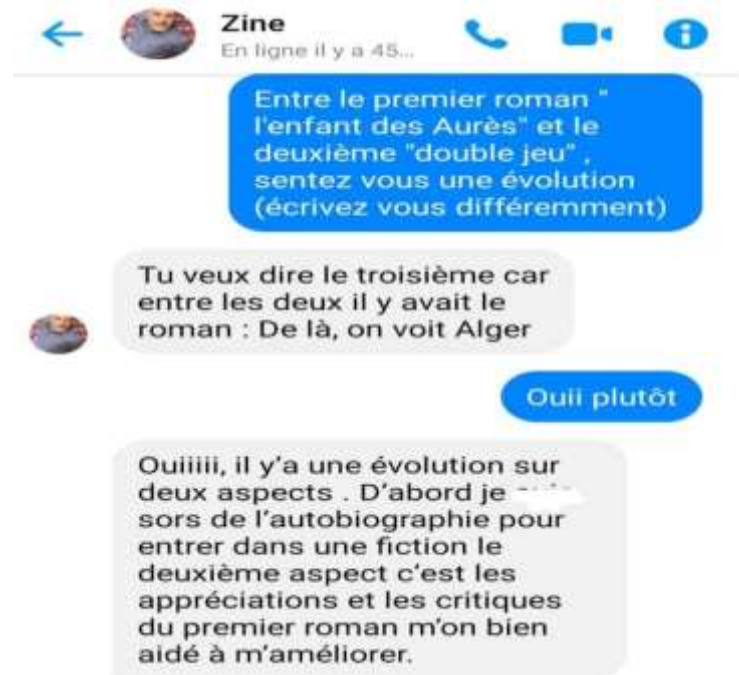 Zine
En ligne il y a 45...
Entre le premier roman "
l'enfant des Aurès" et le
deuxième "double jeu" ,
sentez vous une évolution
(écrivez vous différemment)
Tu veux dire le troisième car
entre les deux il y avait le
roman : De là, on voit Alger
Ouii plutôt
Ouiiiii, il y'a une évolution sur
deux aspects . D'abord je
sors de l'autobiographie pour
entrer dans une fiction le
deuxième aspect c'est les
appréciations et les critiques
du premier roman m'on bien
aidé à m'améliorer.